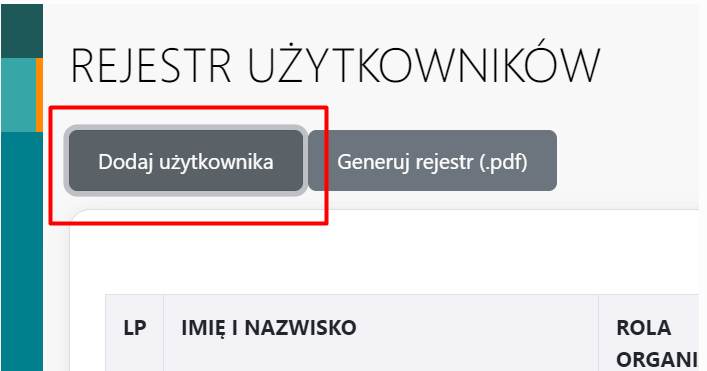 REJESTR UŻYTKOWNIKÓW
Dodaj użytkownika Generuj rejestr (.pdf)
LP IMIĘ I NAZWISKO ROLA
ORGANI